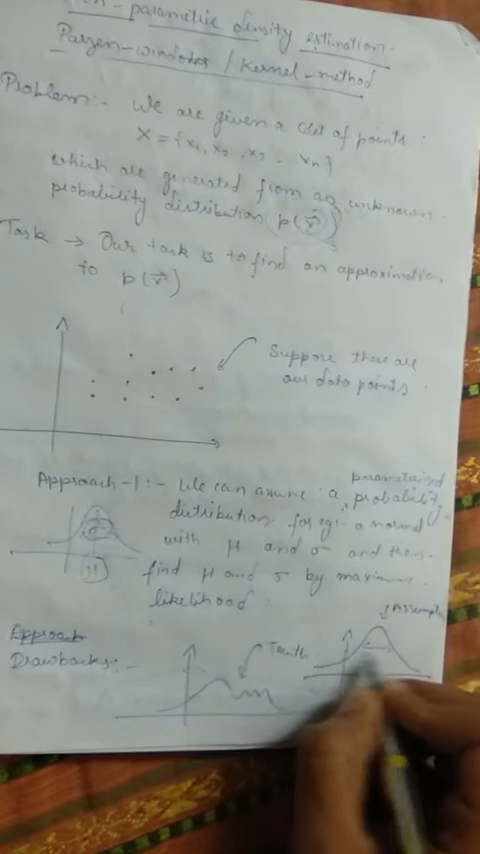 parametric density estimation.
Parzen-windows / Kernel-method
Problem:- We are given a set of points.
X = {x₁, x₂, x₃ - xₙ}
which are generated from an unknown
probability distribution p(x⃗)
Task → Our task is to find an approximation
to p(x⃗)
Suppose these are
our data points.
Approach-1:- We can assume a parametrised probability
distribution. for eg:- a normal
with μ and σ and then
find μ and σ by maximum
likelihood.
μ
Approach
Drawbacks:-
Truth